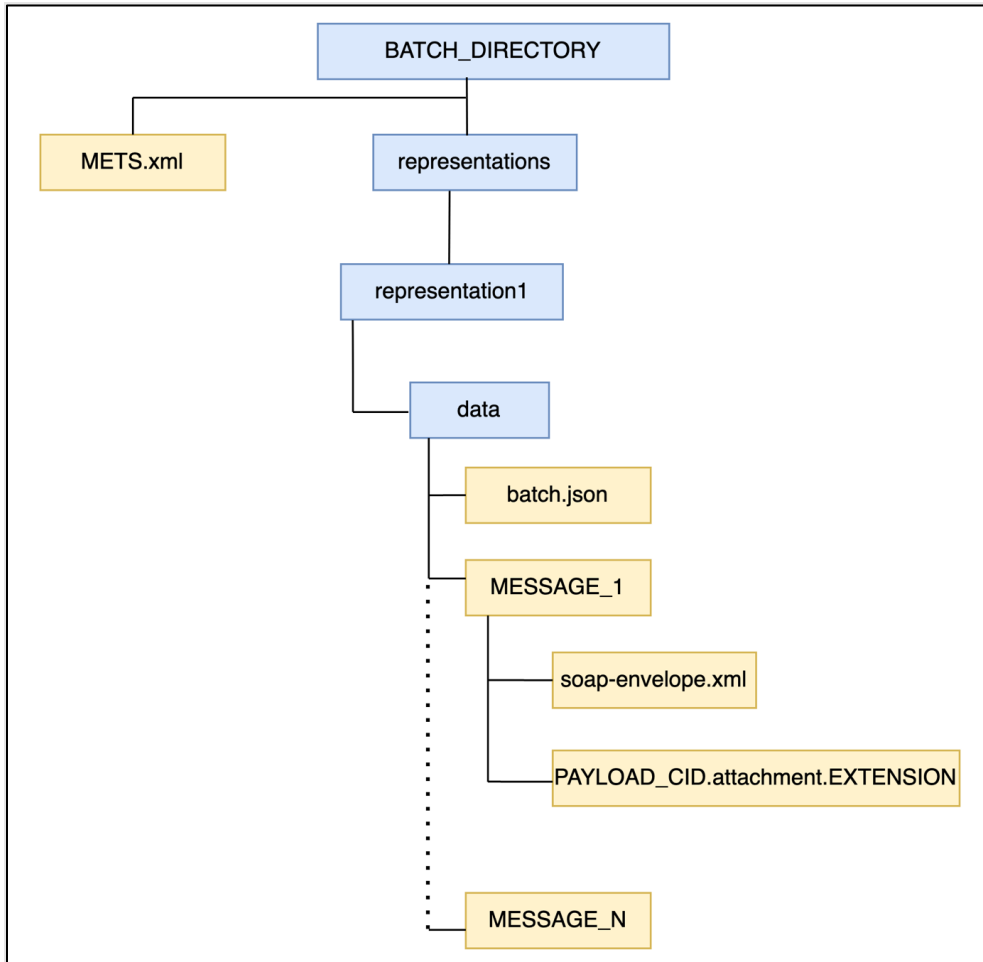 BATCH_DIRECTORY
METS.xml
representations
representation1
data
batch.json
MESSAGE_1
soap-envelope.xml
PAYLOAD_CID.attachment.EXTENSION
MESSAGE_N